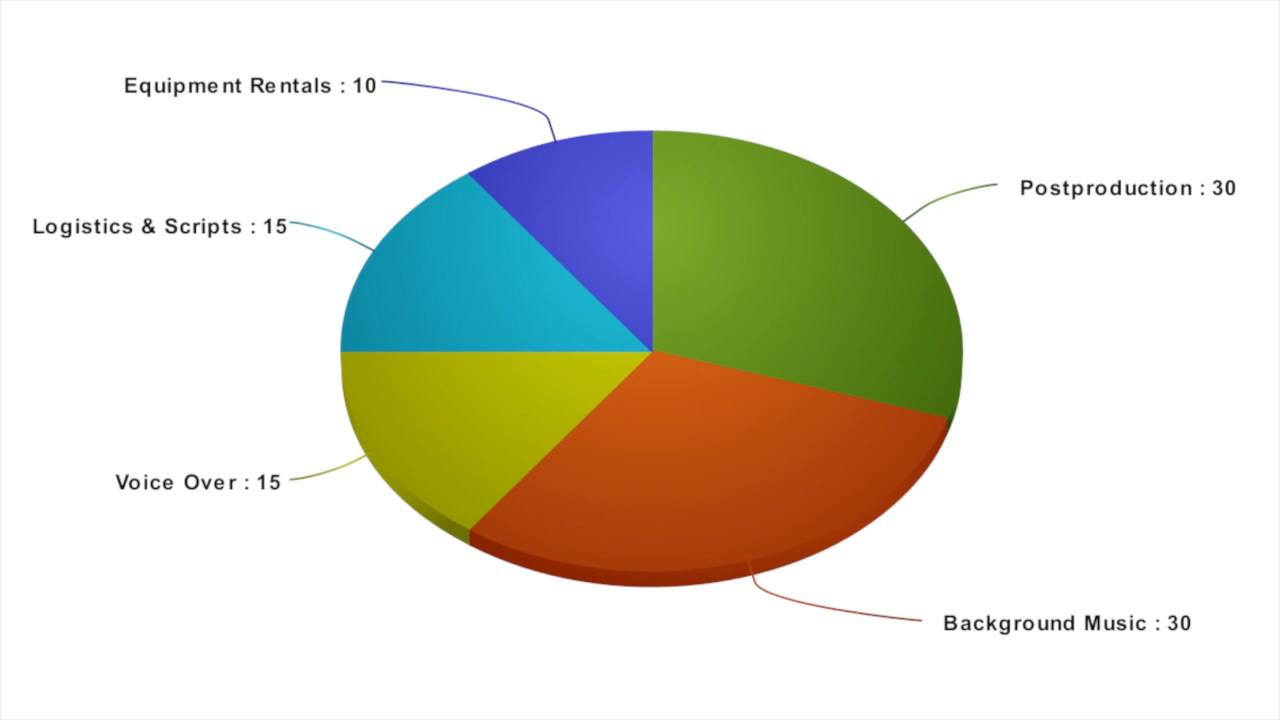 Equipment Rentals : 10
Postproduction : 30
Logistics & Scripts : 15
Voice Over : 15
Background Music : 30